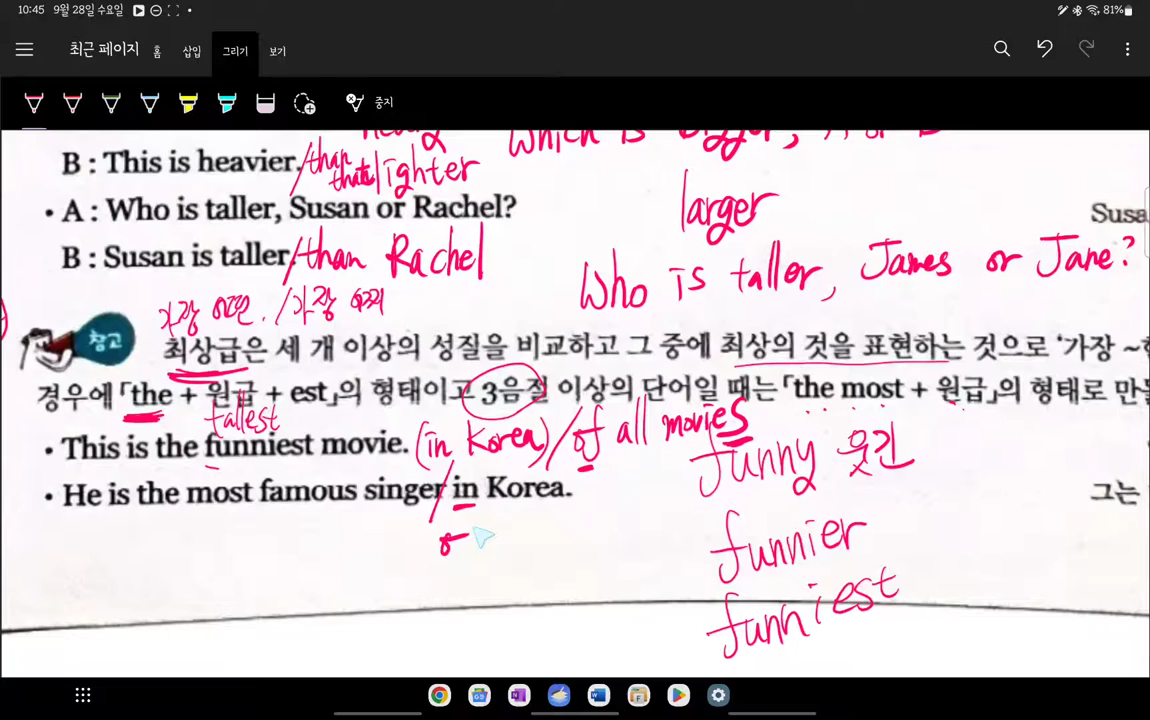 10:45 9월 28일 수요일 81%
최근 페이지 홈 삽입 그리기 보기
중지
Which is bigger, or B
B : This is heavier. /than that lighter
• A : Who is taller, Susan or Rachel?
larger
Susa
B : Susan is taller /than Rachel
Who is taller, James or Jane?
가장 어떤. /가장
참고
최상급은 세 개 이상의 성질을 비교하고 그 중에 최상의 것을 표현하는 것으로 '가장 ~한
경우에 「the + 원급 + est」의 형태이고 3음절 이상의 단어일 때는 「the most + 원급」의 형태로 만
tallest
• This is the funniest movie. (in Korea) / of all movies
funny 웃긴
• He is the most famous singer / in Korea.
그는
funnier
funniest